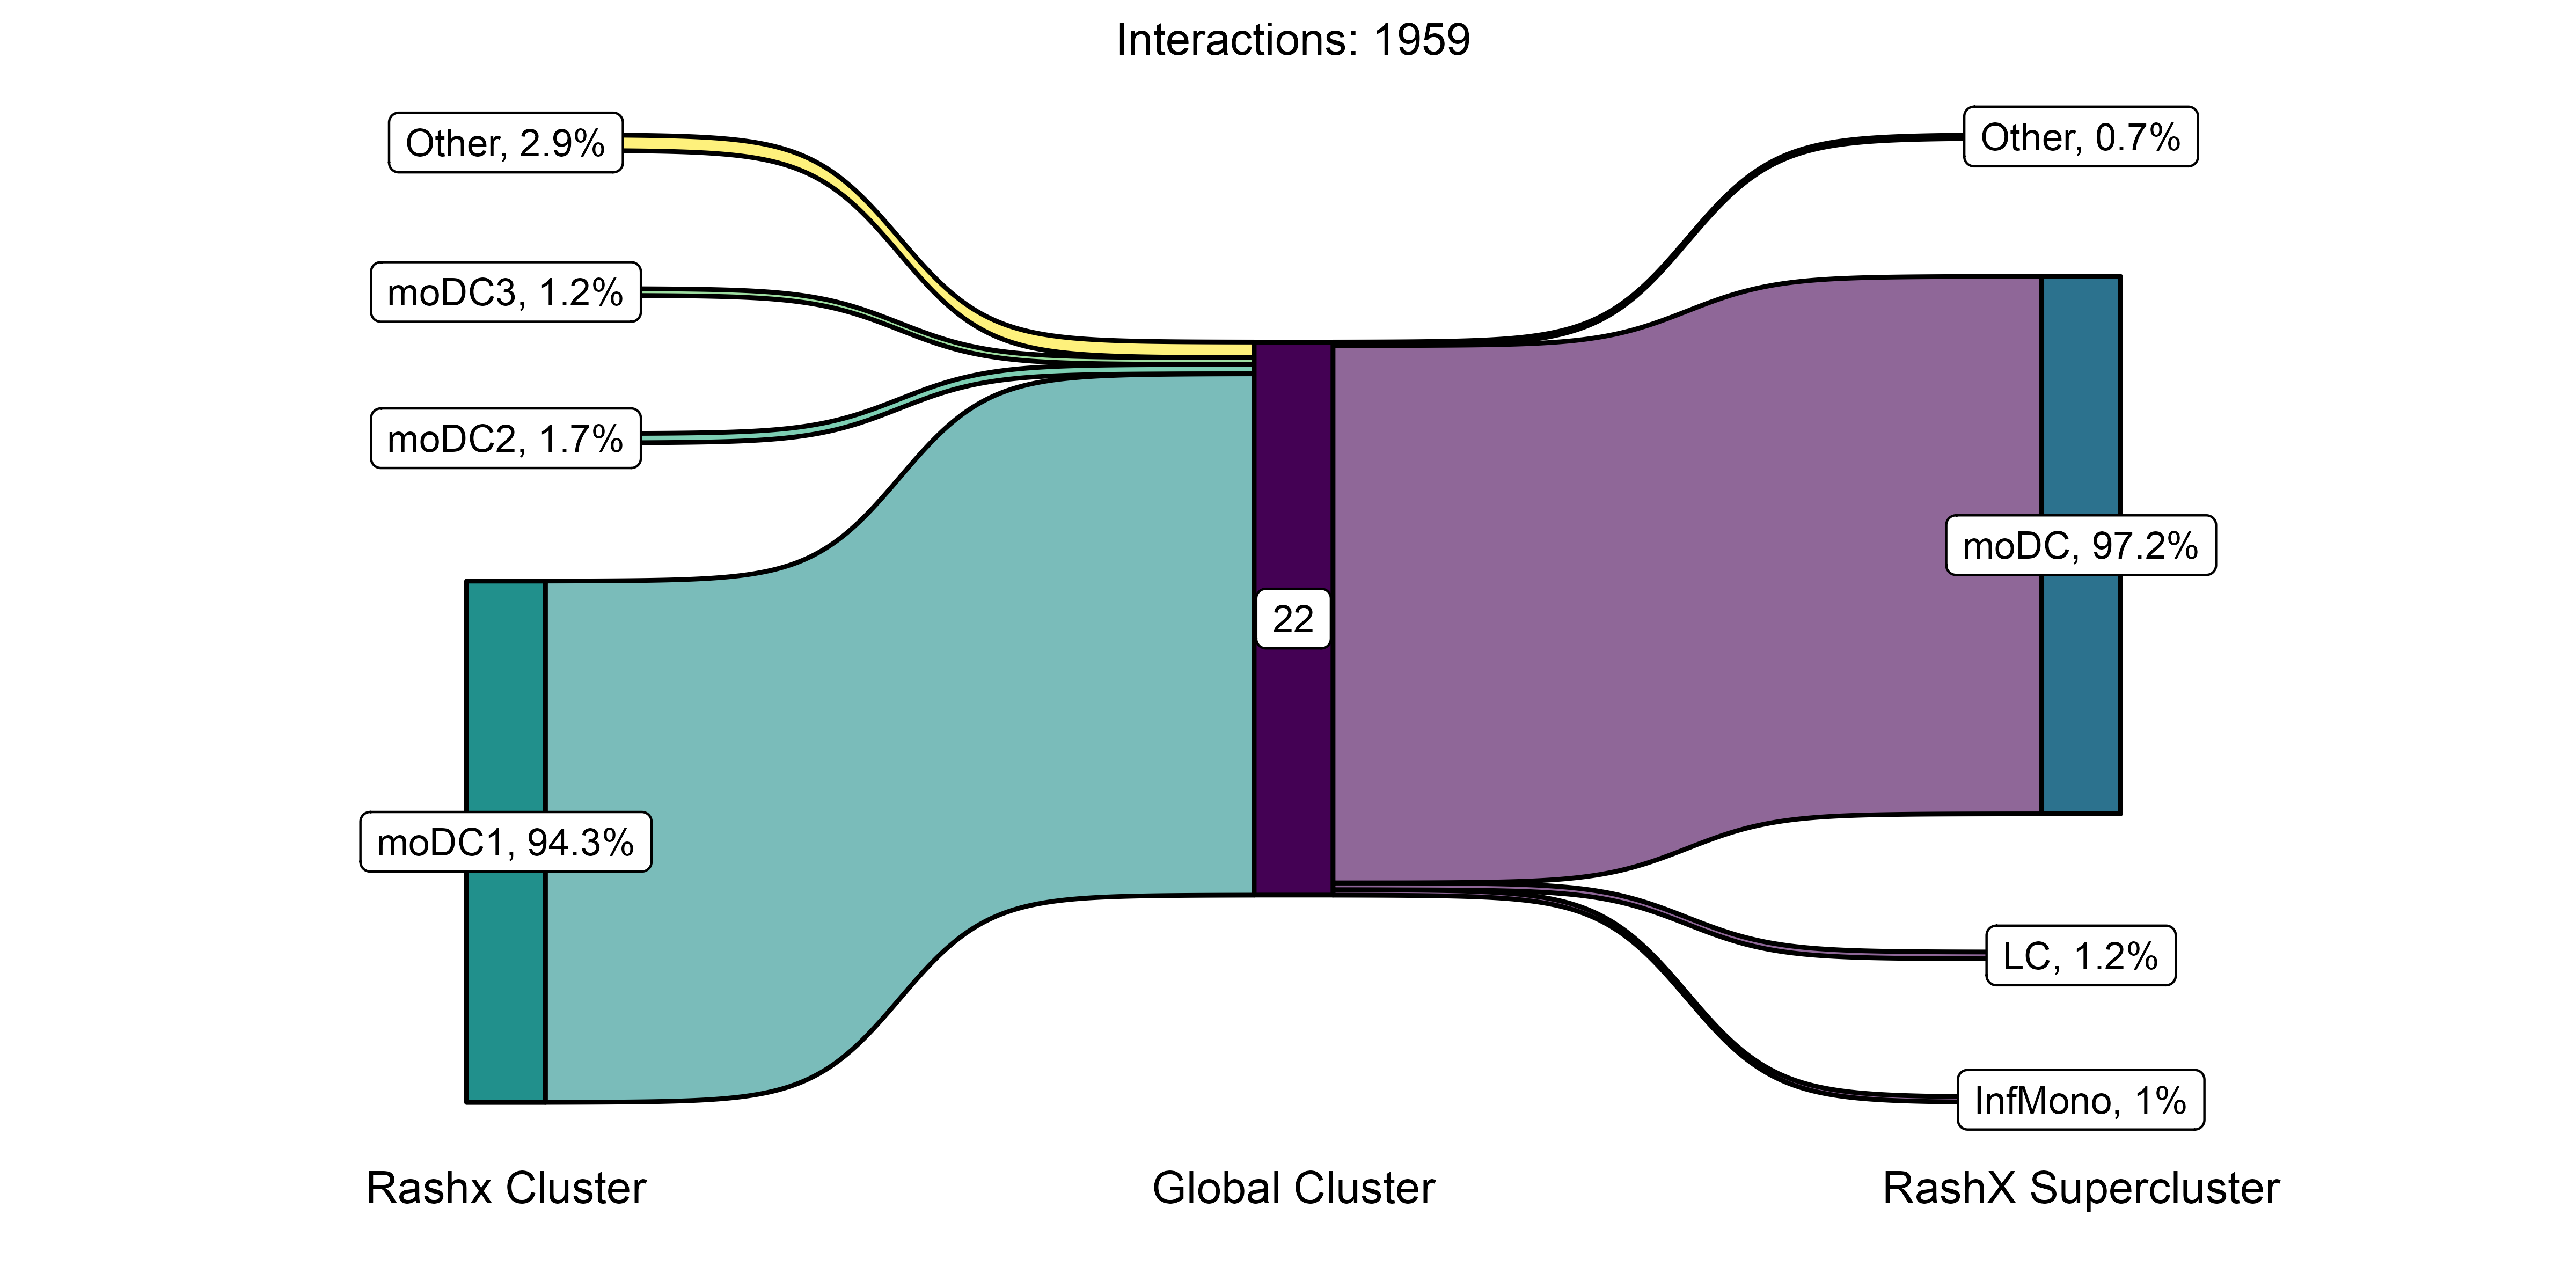 Interactions: 1959
Other, 2.9%
Other, 0.7%
moDC3, 1.2%
moDC2, 1.7%
moDC, 97.2%
22
moDC1, 94.3%
LC, 1.2%
InfMono, 1%
Rashx Cluster
Global Cluster
RashX Supercluster